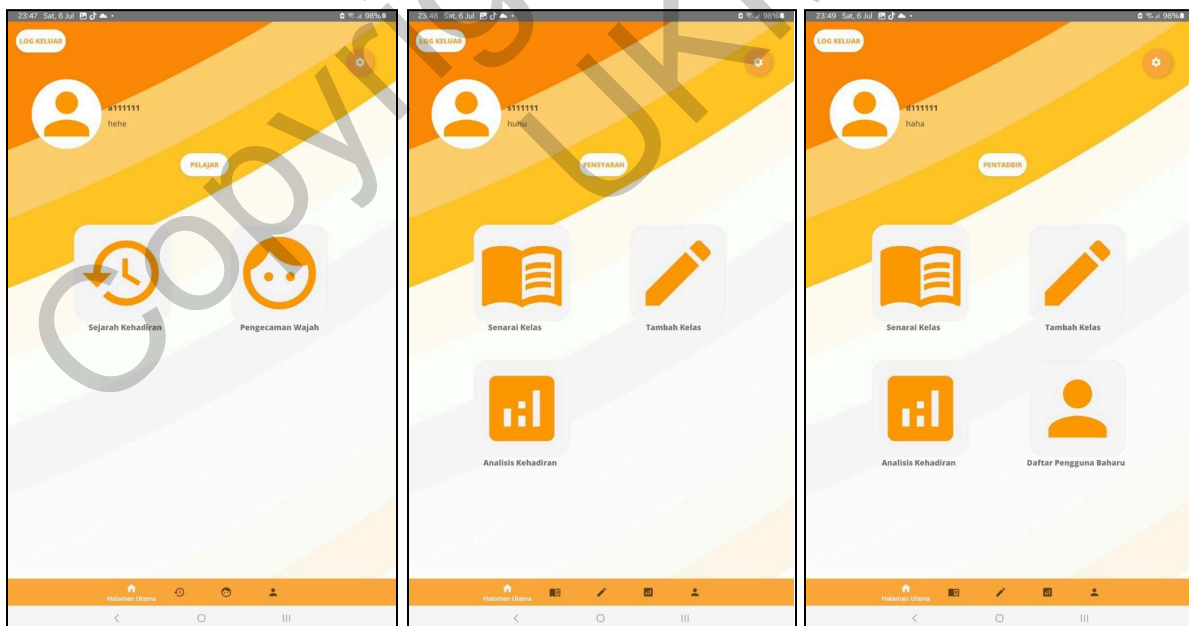 23:47 Sat, 6 Jul
98%
LOG KELUAR
a111111
hehe
PELAJAR
Sejarah Kehadiran
Pengecaman Wajah
Halaman Utama
23:48 Sat, 6 Jul
98%
LOG KELUAR
s111111
huhu
PENSYARAH
Senarai Kelas
Tambah Kelas
Analisis Kehadiran
Halaman Utama
23:49 Sat, 6 Jul
98%
LOG KELUAR
d111111
haha
PENTADBIR
Senarai Kelas
Tambah Kelas
Analisis Kehadiran
Daftar Pengguna Baharu
Halaman Utama